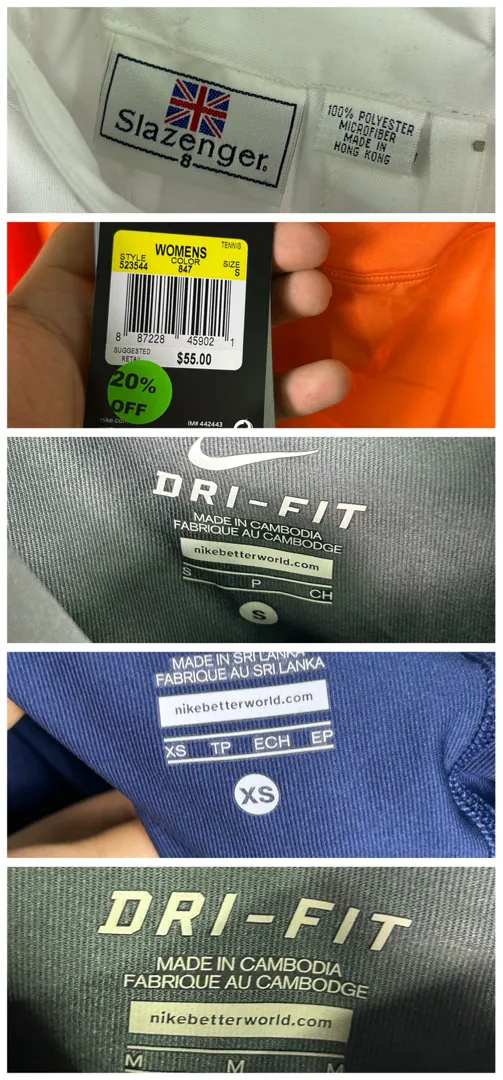 Slazenger
8
100% POLYESTER
MICROFIBER
MADE IN
HONG KONG
TENNIS
WOMENS
STYLE COLOR SIZE
523544 847 S
8 87228 45902 1
SUGGESTED
$55.00
20%
OFF
IM# 442443
DRI-FIT
MADE IN CAMBODIA
FABRIQUE AU CAMBODGE
nikebetterworld.com
S P CH
S
MADE IN SRI LANKA
FABRIQUE AU SRI LANKA
nikebetterworld.com
XS TP ECH EP
XS
DRI-FIT
MADE IN CAMBODIA
FABRIQUE AU CAMBODGE
nikebetterworld.com
M M M